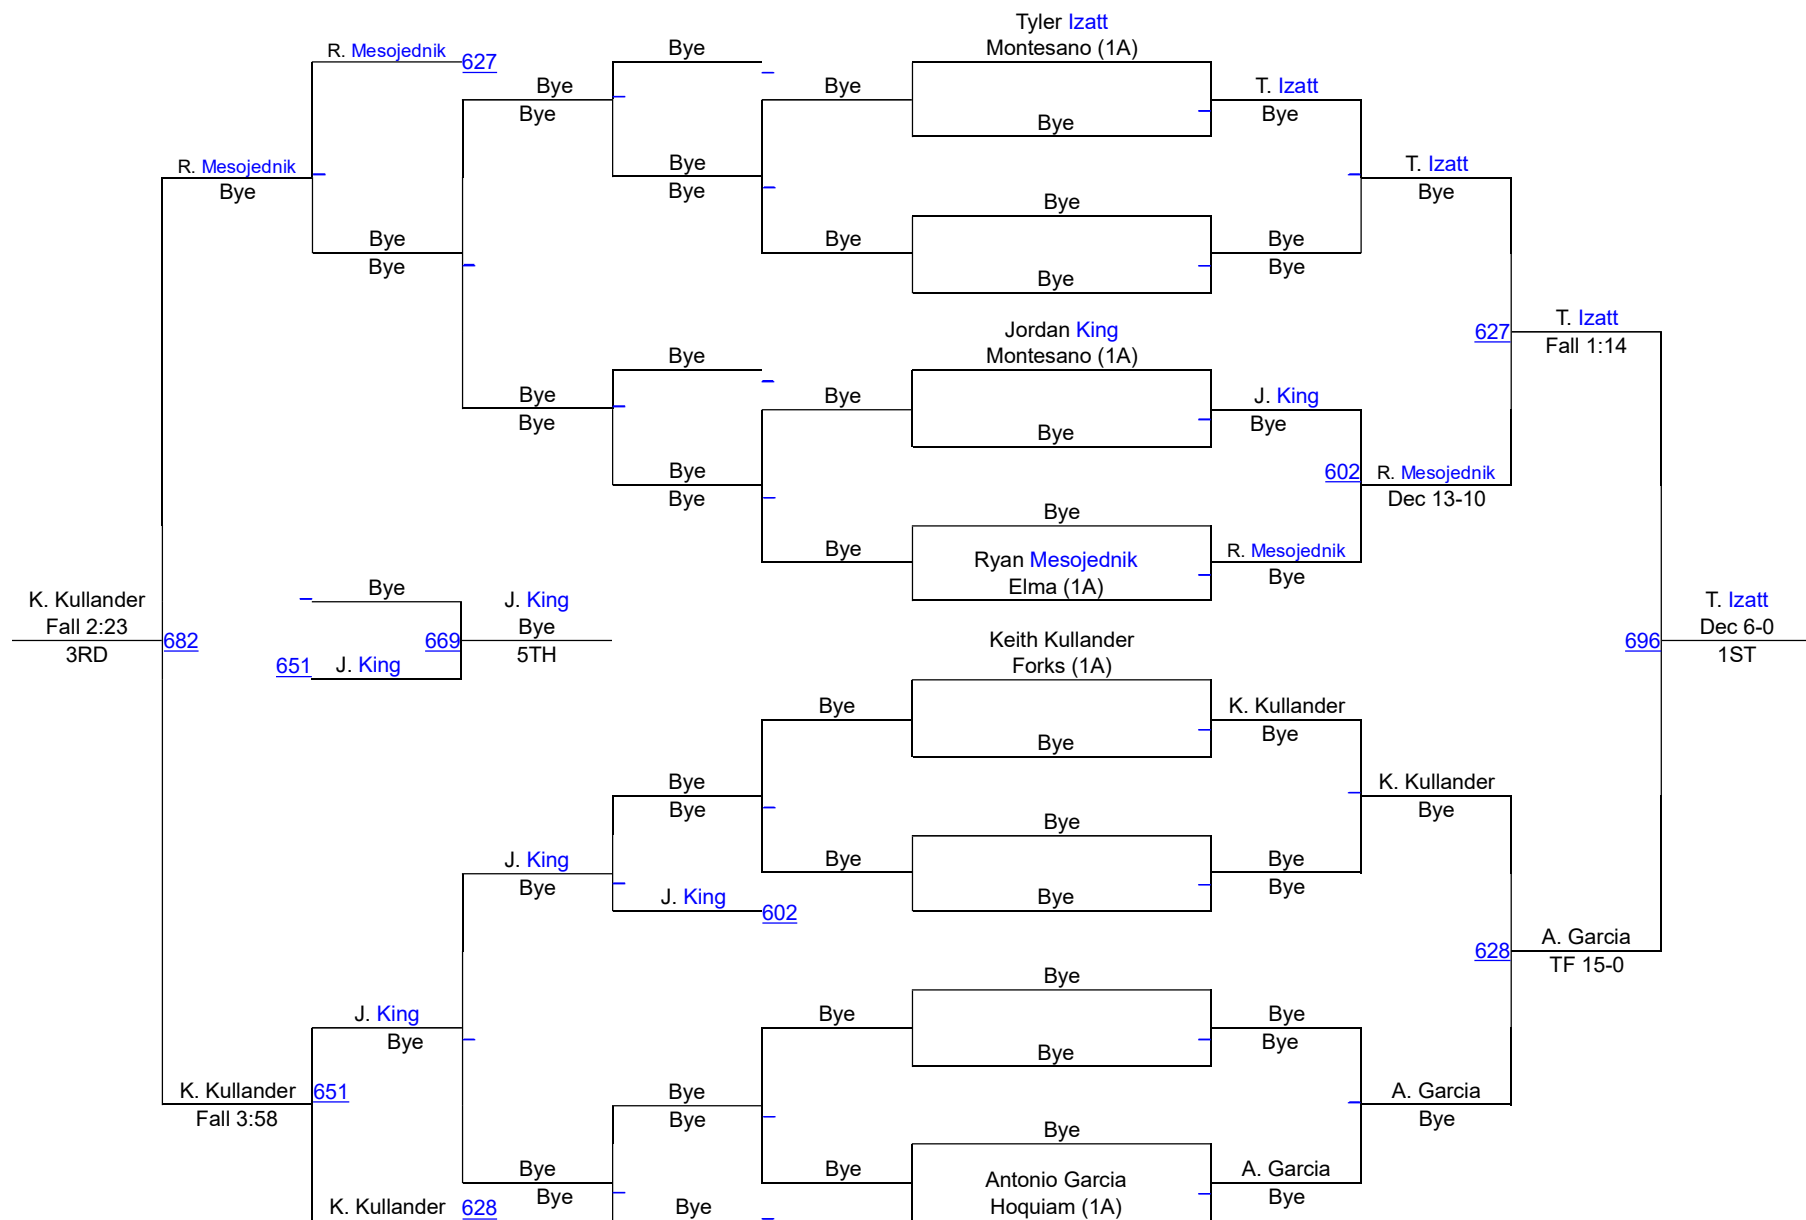 Tyler Izatt
R. Mesojednik
627
Bye
Montesano (1A)
Bye
Bye
T. Izatt
Bye
Bye
Bye
R. Mesojednik
Bye
T. Izatt
Bye
Bye
Bye
Bye
Bye
Bye
Bye
Bye
Bye
Bye
Bye
Jordan King
627
T. Izatt
Fall 1:14
Bye
Montesano (1A)
Bye
Bye
J. King
Bye
Bye
Bye
Bye
Bye
602
R. Mesojednik
Dec 13-10
Bye
Bye
Ryan Mesojednik
Elma (1A)
R. Mesojednik
Bye
K. Kullander
Fall 2:23
3RD
682
Bye
651
J. King
669
J. King
Bye
5TH
T. Izatt
Dec 6-0
1ST
696
Keith Kullander
Forks (1A)
Bye
Bye
K. Kullander
Bye
Bye
Bye
K. Kullander
Bye
Bye
J. King
Bye
Bye
Bye
Bye
Bye
J. King
602
628
A. Garcia
TF 15-0
Bye
J. King
Bye
Bye
Bye
Bye
Bye
K. Kullander
Fall 3:58
651
Bye
Bye
A. Garcia
Bye
Bye
Bye
Bye
Bye
Antonio Garcia
Hoquiam (1A)
A. Garcia
Bye
K. Kullander
628
Bye